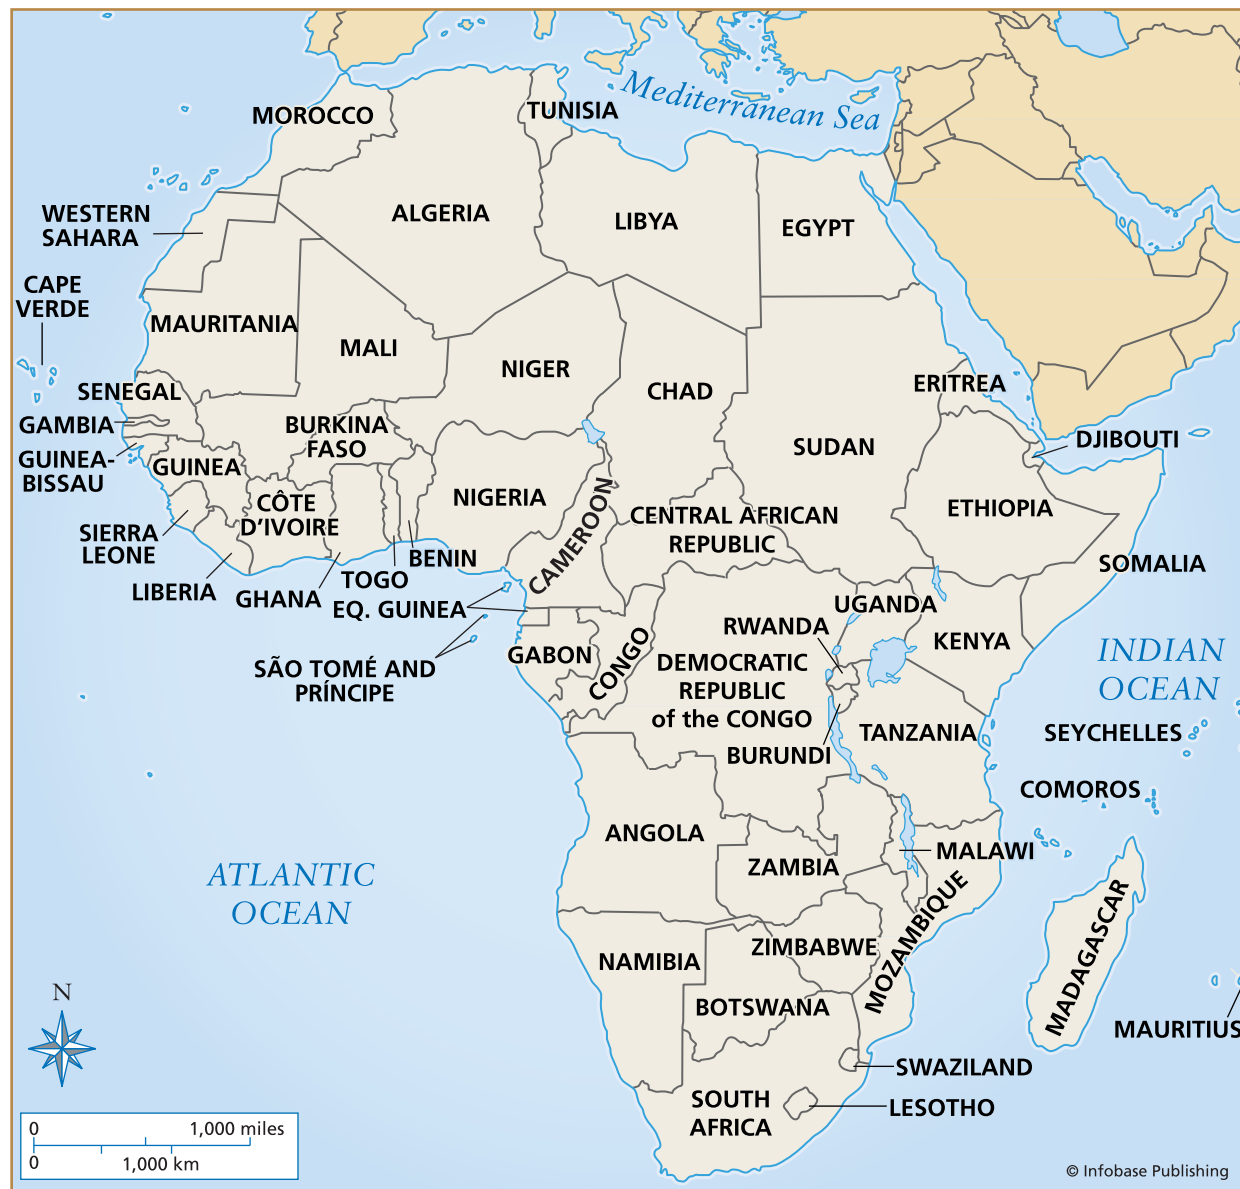 Mediterranean Sea
MOROCCO
TUNISIA
ALGERIA
LIBYA
EGYPT
WESTERN
SAHARA
CAPE
VERDE
MAURITANIA
MALI
NIGER
CHAD
SUDAN
ERITREA
SENEGAL
GAMBIA
BURKINA
FASO
DJIBOUTI
GUINEA-
BISSAU
GUINEA
NIGERIA
ETHIOPIA
CÔTE
D'IVOIRE
CAMEROON
CENTRAL AFRICAN
REPUBLIC
SIERRA
LEONE
BENIN
SOMALIA
LIBERIA
GHANA
TOGO
EQ. GUINEA
UGANDA
RWANDA
KENYA
SÃO TOMÉ AND
PRÍNCIPE
GABON
CONGO
DEMOCRATIC
REPUBLIC
of the CONGO
INDIAN
OCEAN
BURUNDI
TANZANIA
SEYCHELLES
COMOROS
ANGOLA
ZAMBIA
MALAWI
ATLANTIC
OCEAN
MOZAMBIQUE
MADAGASCAR
NAMIBIA
ZIMBABWE
BOTSWANA
MAURITIUS
N
SWAZILAND
SOUTH
AFRICA
LESOTHO
0 1,000 miles
0 1,000 km
© Infobase Publishing